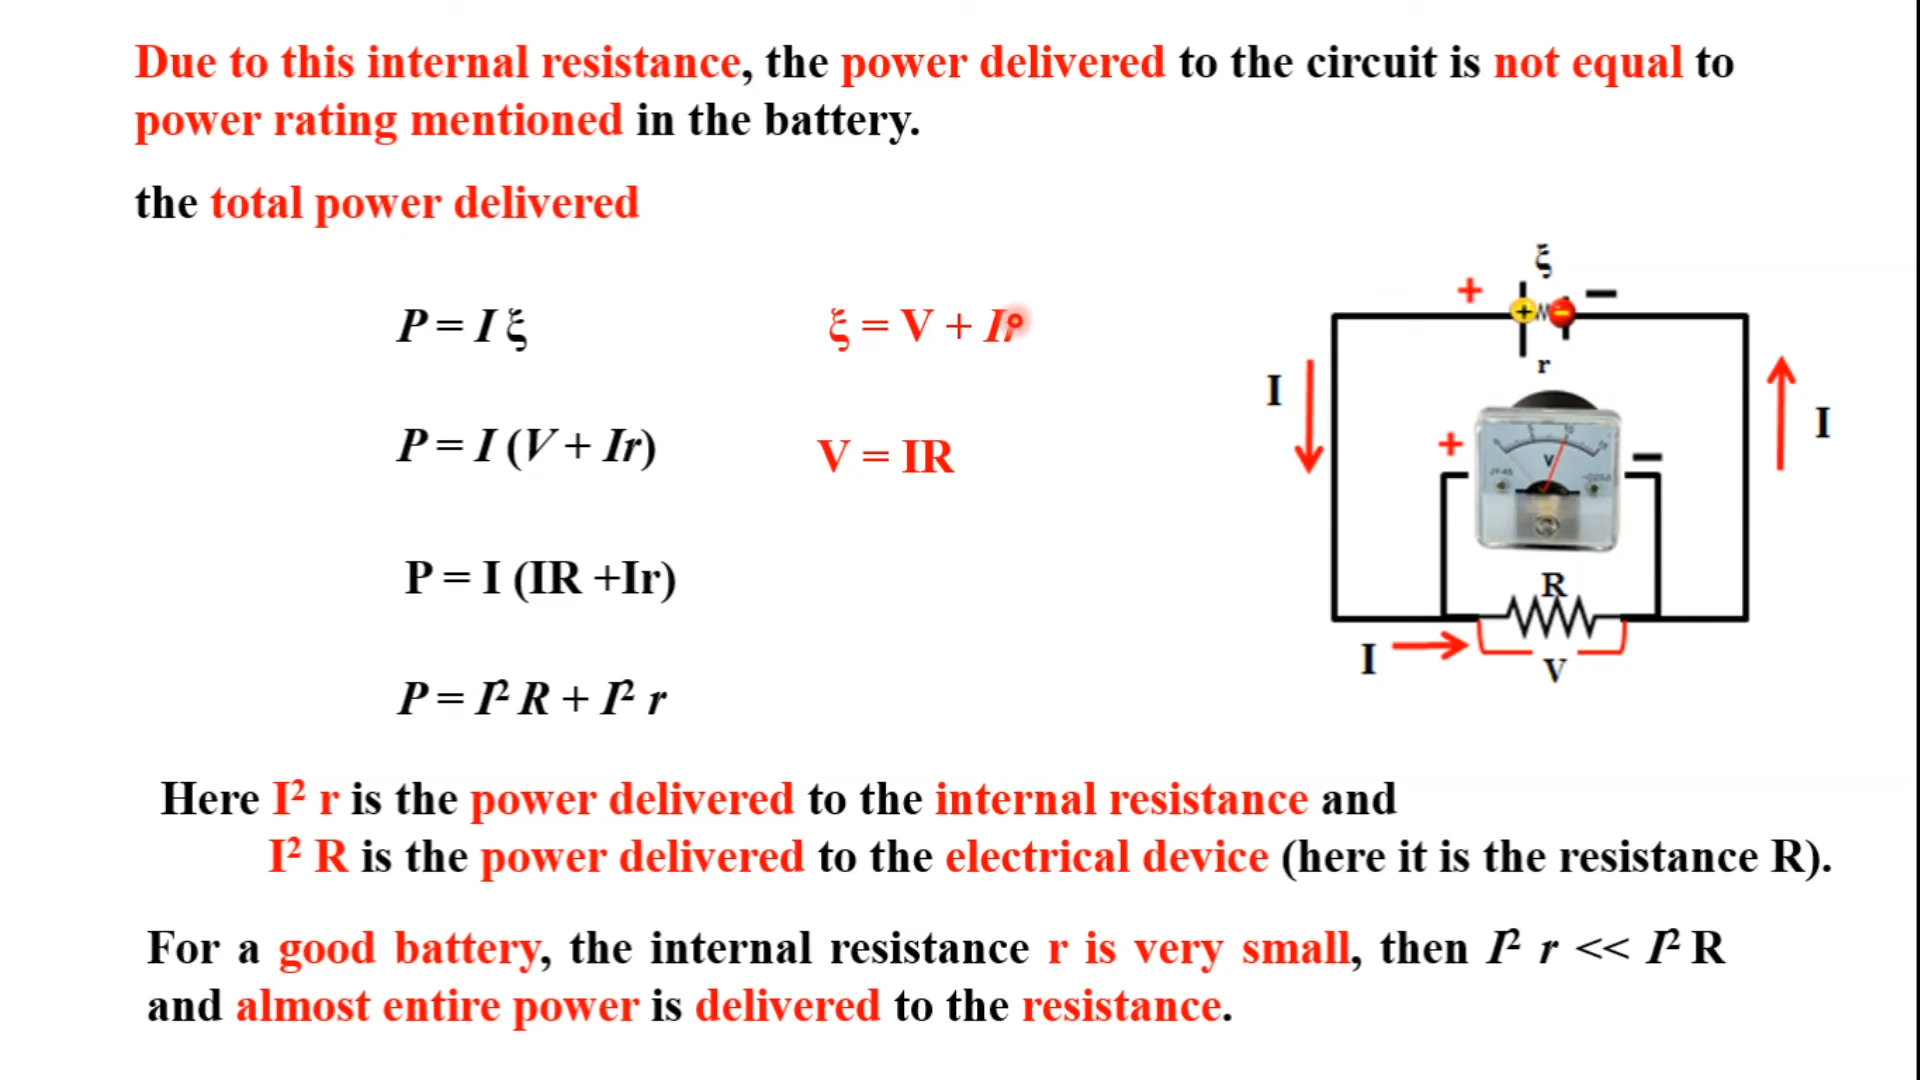 Due to this internal resistance, the power delivered to the circuit is not equal to
power rating mentioned in the battery.
the total power delivered
P = I ξ
ξ = V + Ir
P = I (V + Ir)
V = IR
P = I (IR +Ir)
P = I² R + I² r
ξ
+ −
+ −
r
I
I
+ −
V
R
I
V
Here I² r is the power delivered to the internal resistance and
I² R is the power delivered to the electrical device (here it is the resistance R).
For a good battery, the internal resistance r is very small, then I² r << I² R
and almost entire power is delivered to the resistance.